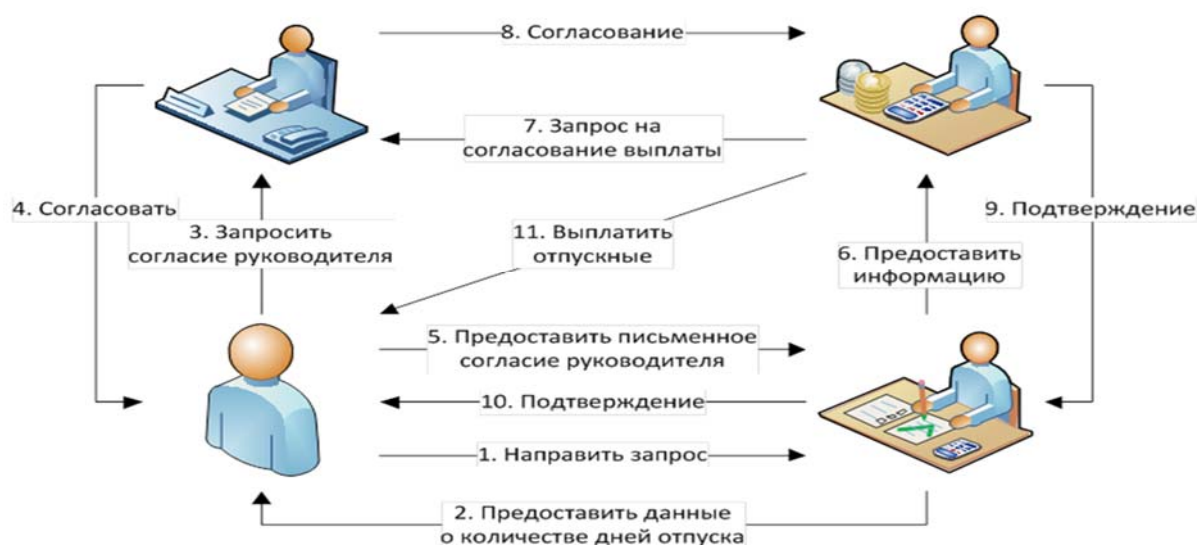 8. Согласование
7. Запрос на
согласование выплаты
4. Согласовать
3. Запросить
согласие руководителя
11. Выплатить
отпускные
9. Подтверждение
6. Предоставить
информацию
5. Предоставить письменное
согласие руководителя
10. Подтверждение
1. Направить запрос
2. Предоставить данные
о количестве дней отпуска